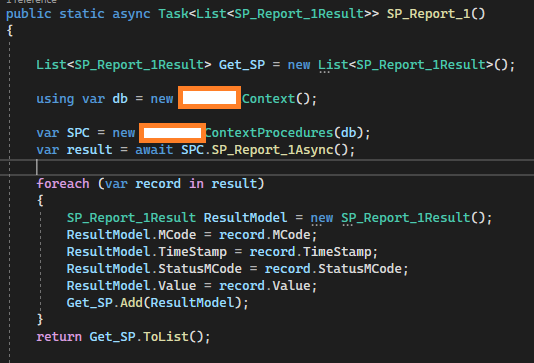 1 reference
public static async Task<List<SP_Report_1Result>> SP_Report_1()
{
List<SP_Report_1Result> Get_SP = new List<SP_Report_1Result>();
using var db = new Context();
var SPC = new ContextProcedures(db);
var result = await SPC.SP_Report_1Async();
foreach (var record in result)
{
SP_Report_1Result ResultModel = new SP_Report_1Result();
ResultModel.MCode = record.MCode;
ResultModel.TimeStamp = record.TimeStamp;
ResultModel.StatusMCode = record.StatusMCode;
ResultModel.Value = record.Value;
Get_SP.Add(ResultModel);
}
return Get_SP.ToList();